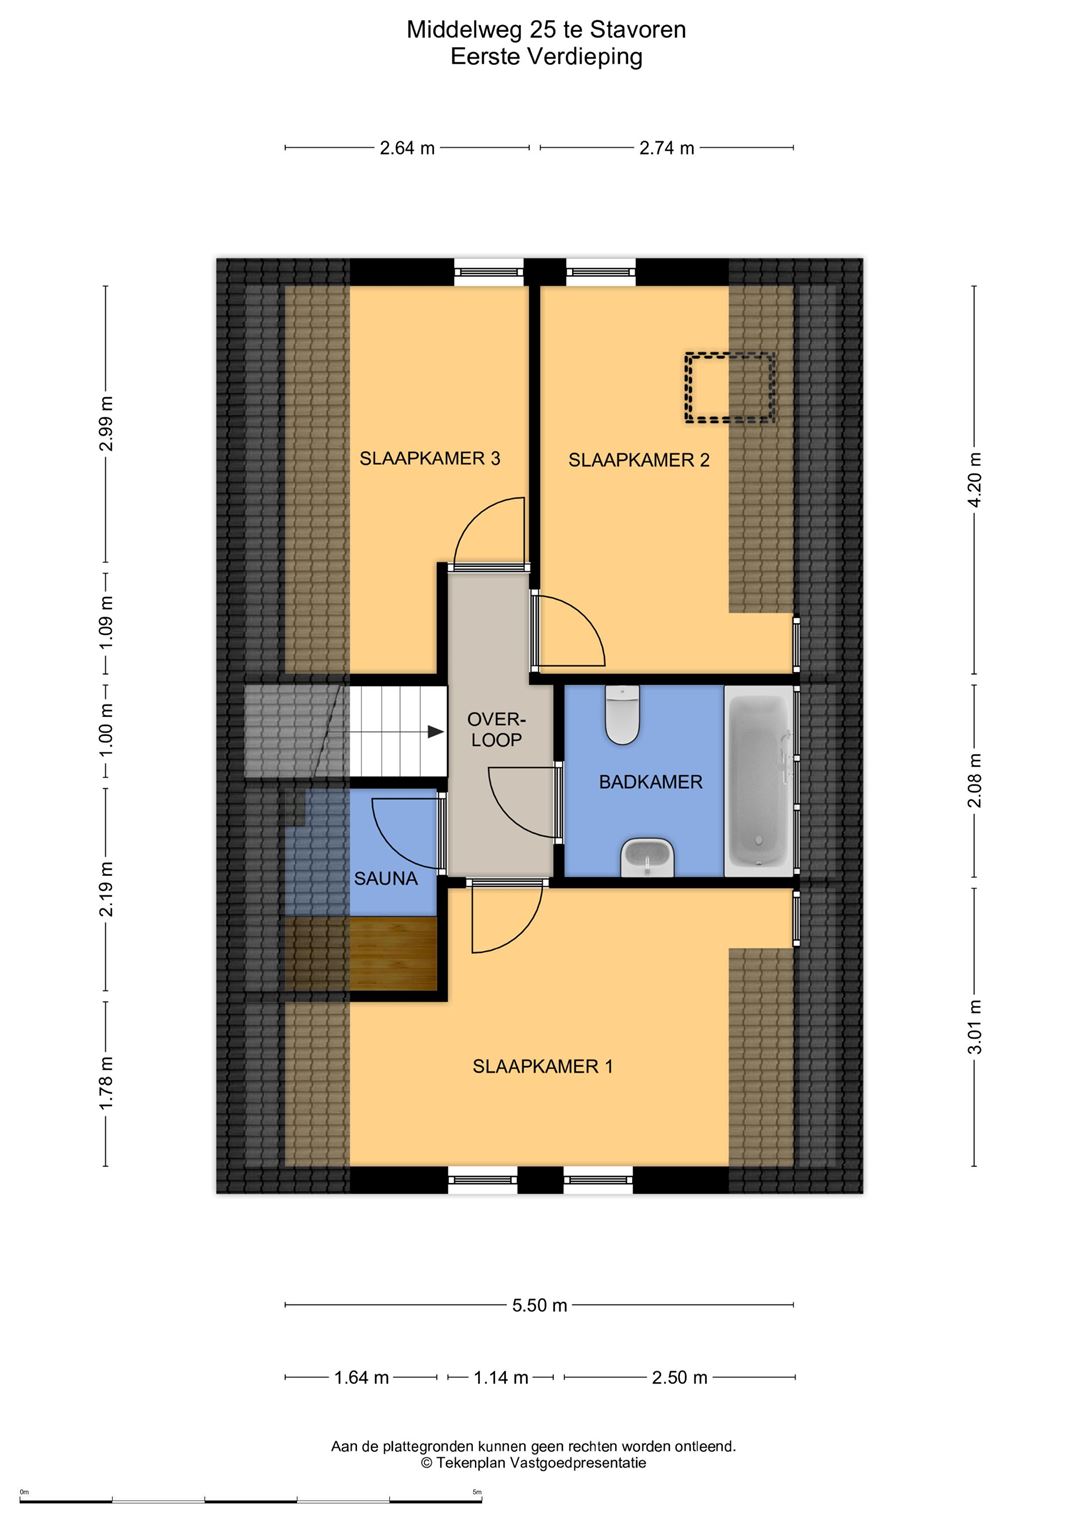 Middelweg 25 te Stavoren
Eerste Verdieping
2.64 m
2.74 m
2.99 m
4.20 m
SLAAPKAMER 3
SLAAPKAMER 2
1.09 m
1.00 m
OVER-
LOOP
BADKAMER
2.08 m
2.19 m
SAUNA
SLAAPKAMER 1
1.78 m
3.01 m
5.50 m
1.64 m
1.14 m
2.50 m
Aan de plattegronden kunnen geen rechten worden ontleend.
© Tekenplan Vastgoedpresentatie
0m
5m